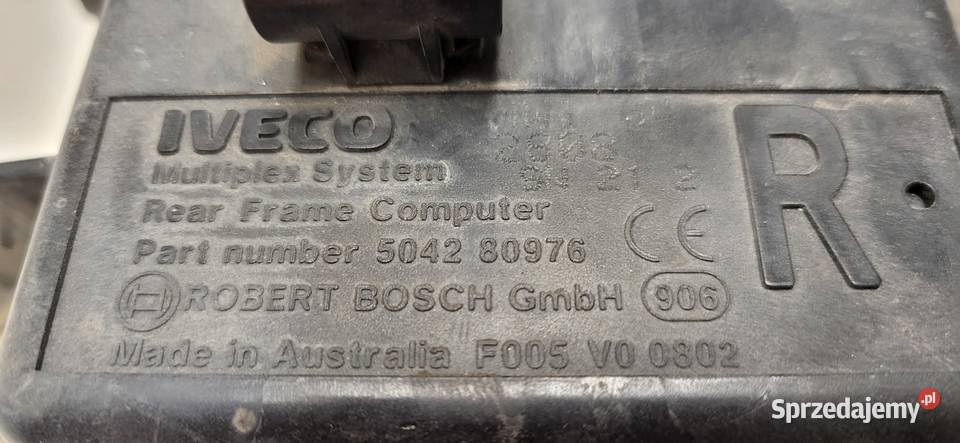 IVECO
Multiplex System
Rear Frame Computer
Part number 5042 80976
CE
R
ROBERT BOSCH GmbH 906
Made in Australia F005 V0 0802
Sprzedajemy.pl